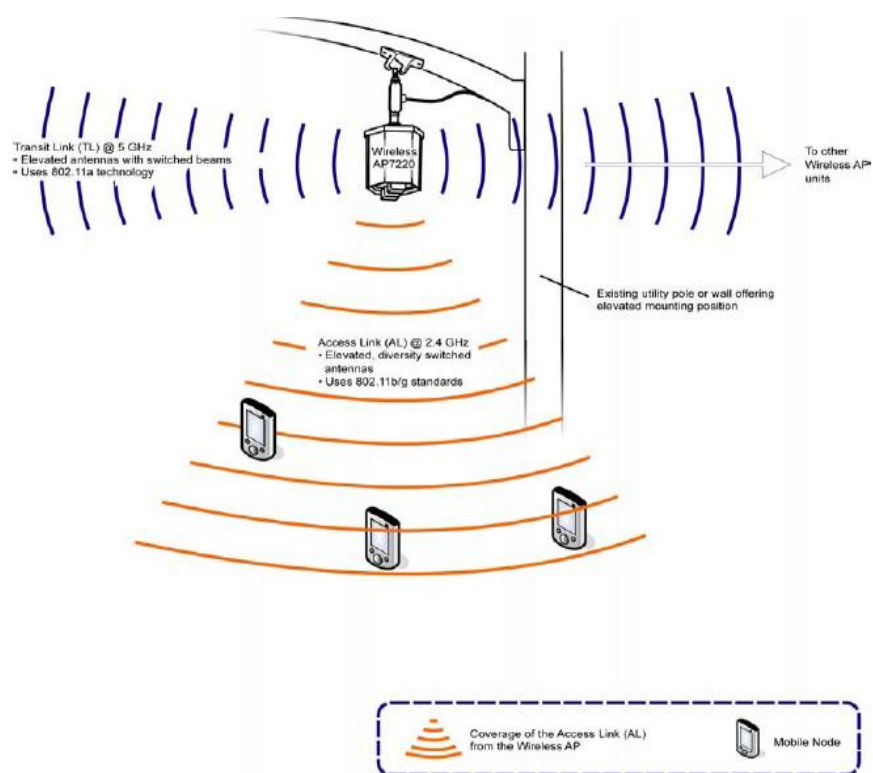 Transit Link (TL) @ 5 GHz
• Elevated antennas with switched beams
• Uses 802.11a technology
Wireless
AP7220
To other
Wireless AP
units
Existing utility pole or wall offering
elevated mounting position
Access Link (AL) @ 2.4 GHz
• Elevated, diversity switched
antennas
• Uses 802.11b/g standards
Coverage of the Access Link (AL)
from the Wireless AP
Mobile Node